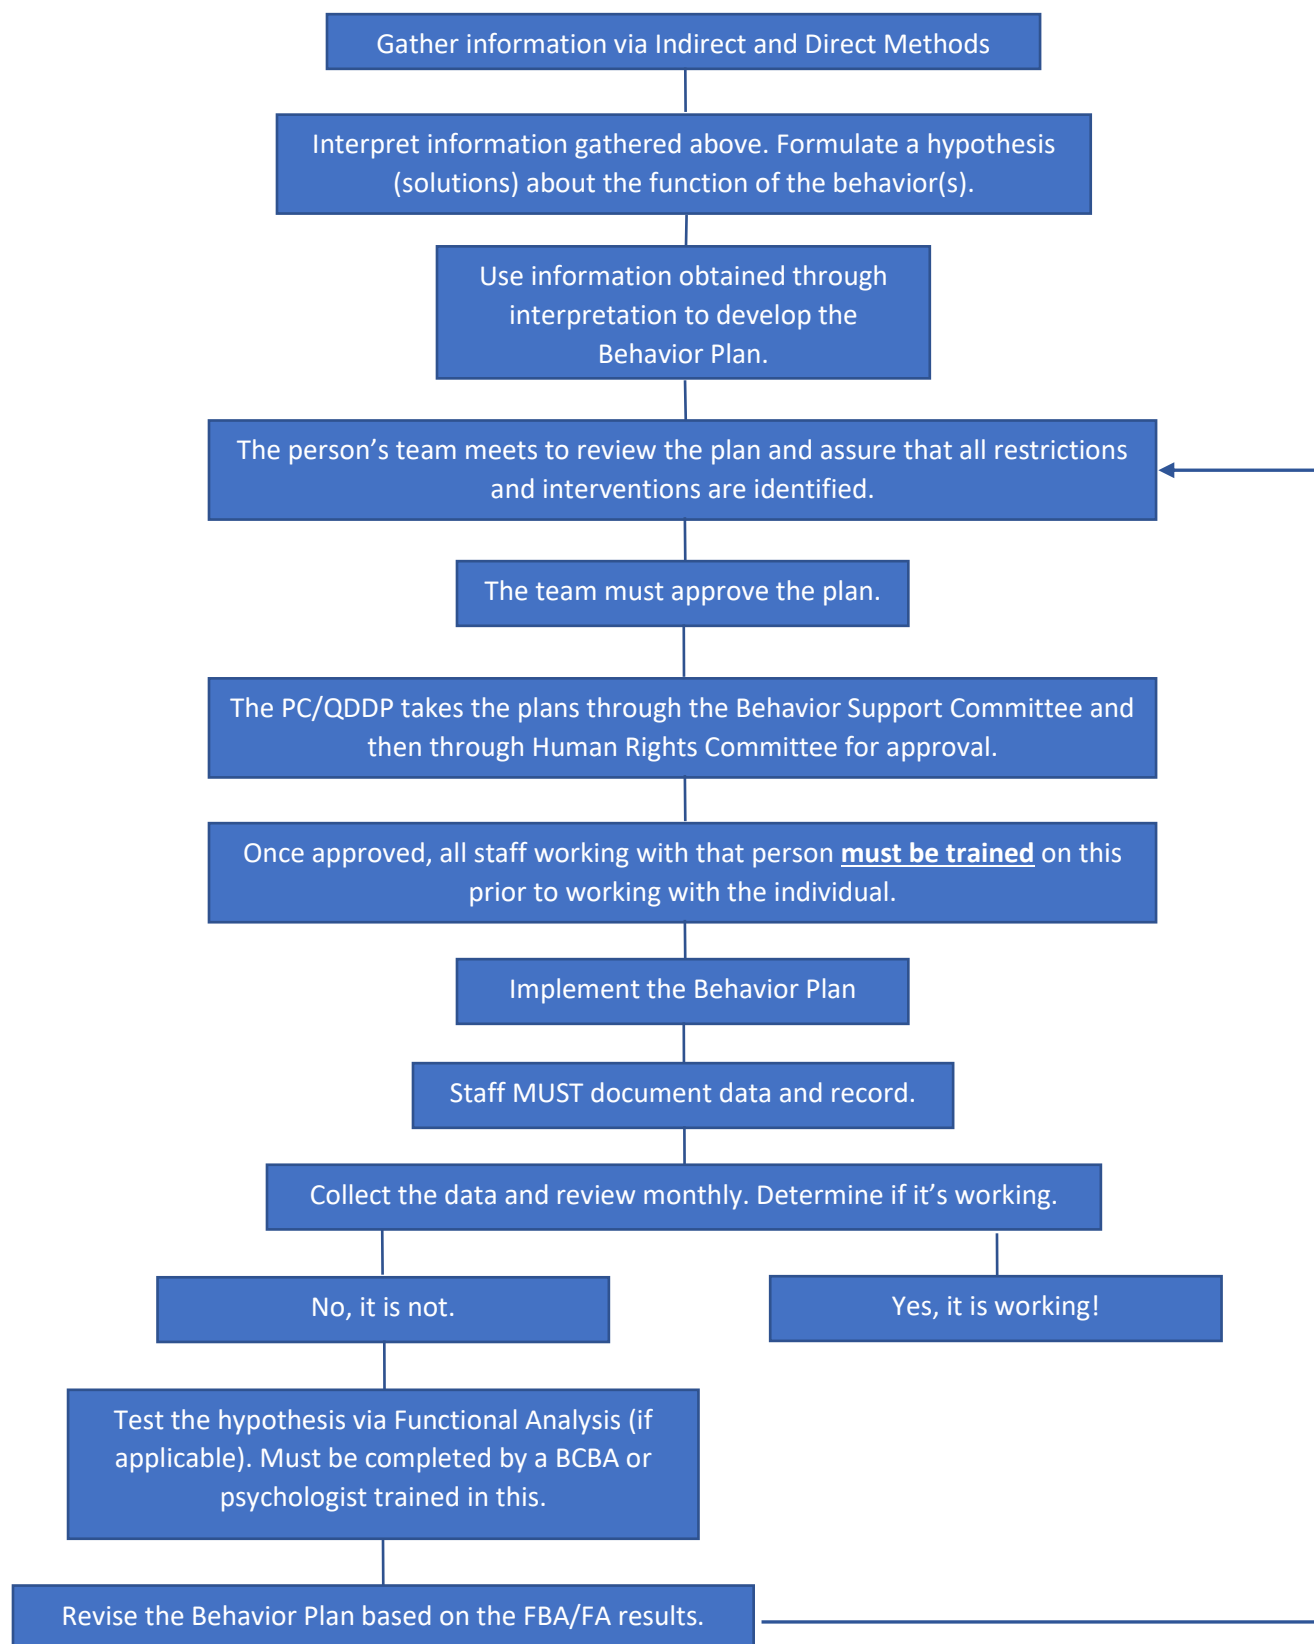 Gather information via Indirect and Direct Methods
Interpret information gathered above. Formulate a hypothesis
(solutions) about the function of the behavior(s).
Use information obtained through
interpretation to develop the
Behavior Plan.
The person’s team meets to review the plan and assure that all restrictions
and interventions are identified.
The team must approve the plan.
The PC/QDDP takes the plans through the Behavior Support Committee and
then through Human Rights Committee for approval.
Once approved, all staff working with that person must be trained on this
prior to working with the individual.
Implement the Behavior Plan
Staff MUST document data and record.
Collect the data and review monthly. Determine if it’s working.
No, it is not.
Yes, it is working!
Test the hypothesis via Functional Analysis (if
applicable). Must be completed by a BCBA or
psychologist trained in this.
Revise the Behavior Plan based on the FBA/FA results.